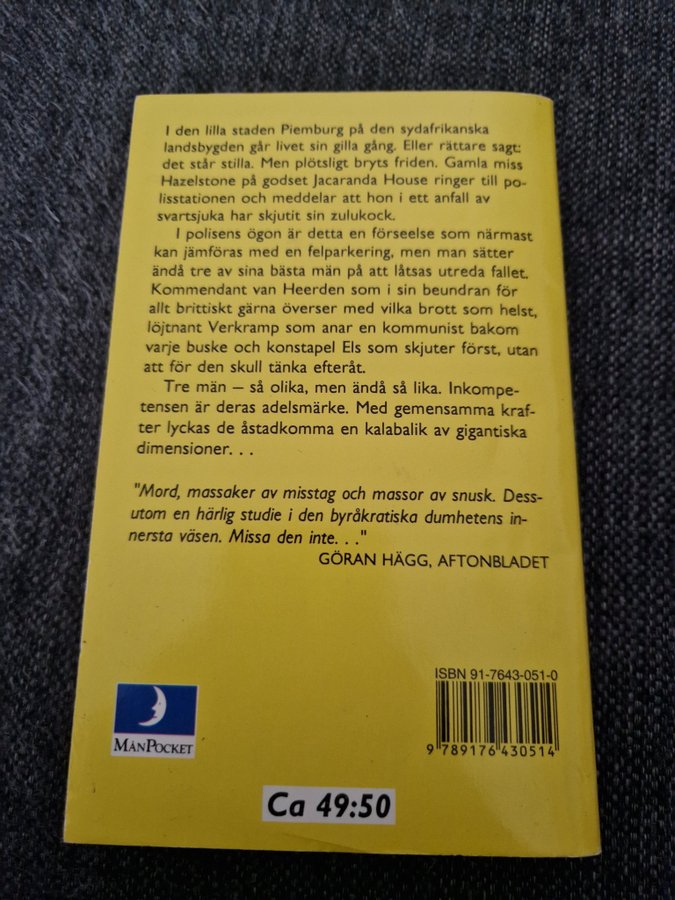 I den lilla staden Piemburg på den sydafrikanska
landsbygden går livet sin gilla gång. Eller rättare sagt:
det står stilla. Men plötsligt bryts friden. Gamla miss
Hazelstone på godset Jacaranda House ringer till po-
lisstationen och meddelar att hon i ett anfall av
svartsjuka har skjutit sin zulukock.
I polisens ögon är detta en förseelse som närmast
kan jämföras med en felparkering, men man sätter
ändå tre av sina bästa män på att låtsas utreda fallet.
Kommendant van Heerden som i sin beundran för
allt brittiskt gärna överser med vilka brott som helst,
löjtnant Verkramp som anar en kommunist bakom
varje buske och konstapel Els som skjuter först, utan
att för den skull tänka efteråt.
Tre män – så olika, men ändå så lika. Inkompe-
tensen är deras adelsmärke. Med gemensamma kraf-
ter lyckas de åstadkomma en kalabalik av gigantiska
dimensioner. . .
"Mord, massaker av misstag och massor av snusk. Dess-
utom en härlig studie i den byråkratiska dumhetens in-
nersta väsen. Missa den inte. . ."
GÖRAN HÄGG, AFTONBLADET
ISBN 91-7643-051-0
9 789176 430514
MÅNPOCKET
Ca 49:50